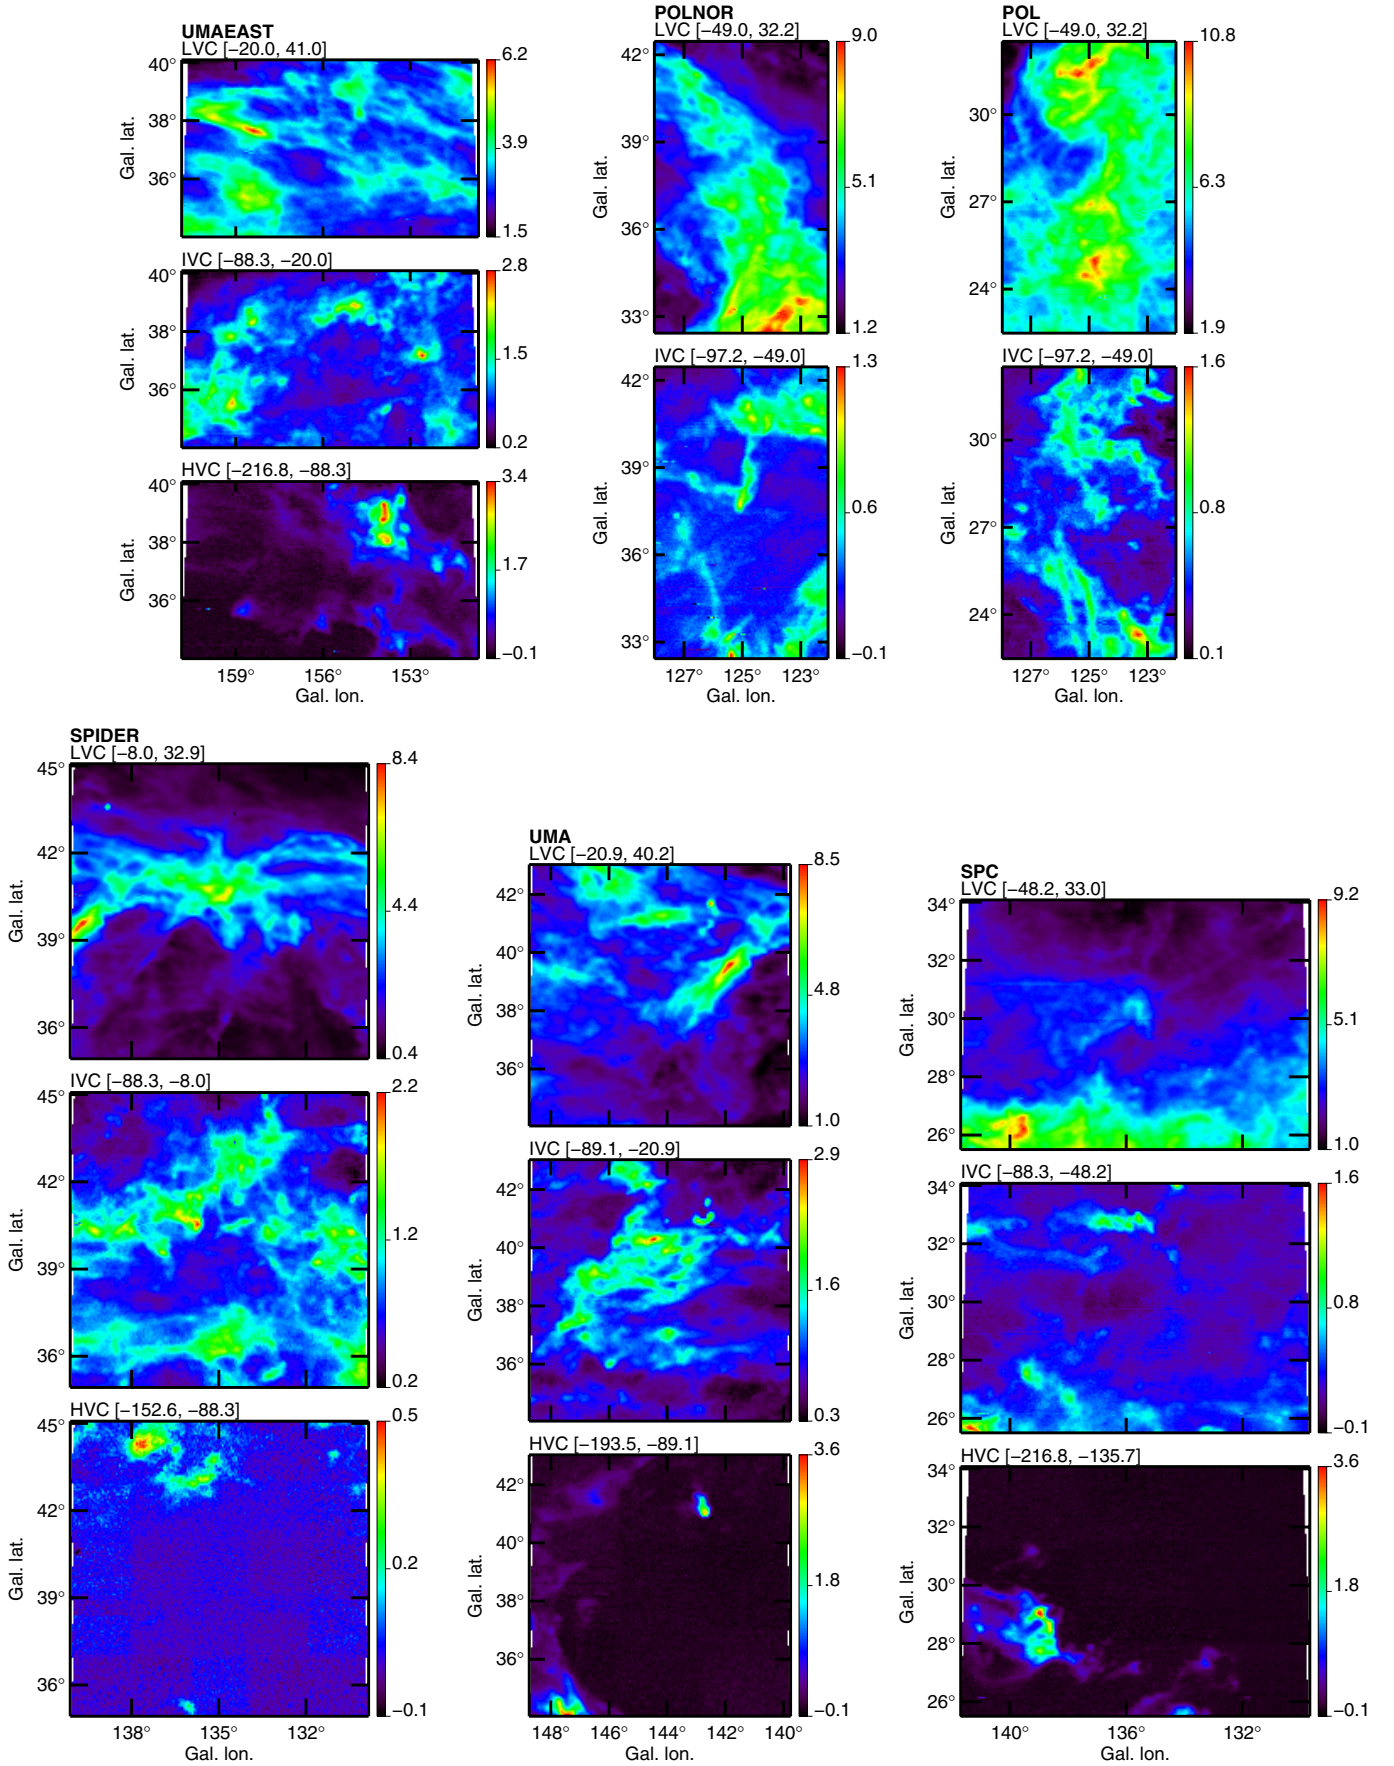 UMAEAST
LVC [−20.0, 41.0]
40°
38°
36°
Gal. lat.
6.2
3.9
1.5
IVC [−88.3, −20.0]
40°
38°
36°
Gal. lat.
2.8
1.5
0.2
HVC [−216.8, −88.3]
40°
38°
36°
Gal. lat.
3.4
1.7
−0.1
159° 156° 153°
Gal. lon.
POLNOR
LVC [−49.0, 32.2]
42°
39°
36°
33°
Gal. lat.
9.0
5.1
1.2
IVC [−97.2, −49.0]
42°
39°
36°
33°
Gal. lat.
1.3
0.6
−0.1
127° 125° 123°
Gal. lon.
POL
LVC [−49.0, 32.2]
30°
27°
24°
Gal. lat.
10.8
6.3
1.9
IVC [−97.2, −49.0]
30°
27°
24°
Gal. lat.
1.6
0.8
0.1
127° 125° 123°
Gal. lon.
SPIDER
LVC [−8.0, 32.9]
45°
42°
39°
36°
Gal. lat.
8.4
4.4
0.4
IVC [−88.3, −8.0]
45°
42°
39°
36°
Gal. lat.
2.2
1.2
0.2
HVC [−152.6, −88.3]
45°
42°
39°
36°
Gal. lat.
0.5
0.2
−0.1
138° 135° 132°
Gal. lon.
UMA
LVC [−20.9, 40.2]
42°
40°
38°
36°
Gal. lat.
8.5
4.8
1.0
IVC [−89.1, −20.9]
42°
40°
38°
36°
Gal. lat.
2.9
1.6
0.3
HVC [−193.5, −89.1]
42°
40°
38°
36°
Gal. lat.
3.6
1.8
−0.1
148° 146° 144° 142° 140°
Gal. lon.
SPC
LVC [−48.2, 33.0]
34°
32°
30°
28°
26°
Gal. lat.
9.2
5.1
1.0
IVC [−88.3, −48.2]
34°
32°
30°
28°
26°
Gal. lat.
1.6
0.8
−0.1
HVC [−216.8, −135.7]
34°
32°
30°
28°
26°
Gal. lat.
3.6
1.8
−0.1
140° 136° 132°
Gal. lon.